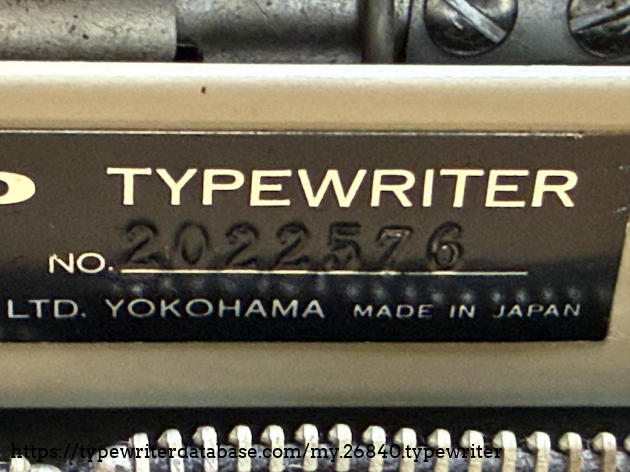 TYPEWRITER
NO. 2022576
LTD. YOKOHAMA MADE IN JAPAN
https://typewriterdatabase.com/my.26840.typewriter